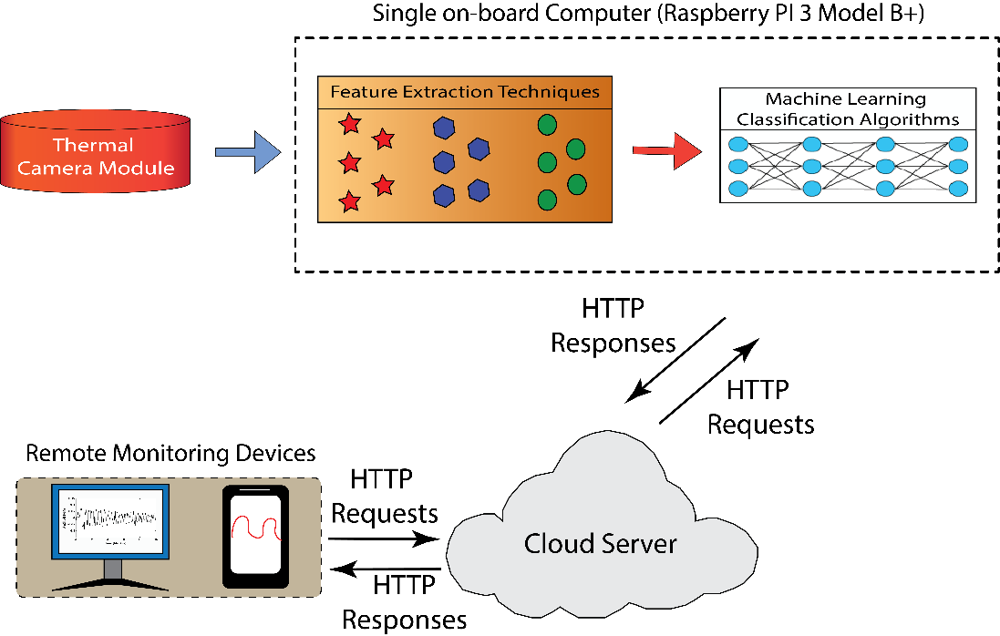 Single on-board Computer (Raspberry PI 3 Model B+)
Feature Extraction Techniques
Machine Learning
Classification Algorithms
Thermal
Camera Module
HTTP
Responses
HTTP
Requests
Remote Monitoring Devices
HTTP
Requests
Cloud Server
HTTP
Responses